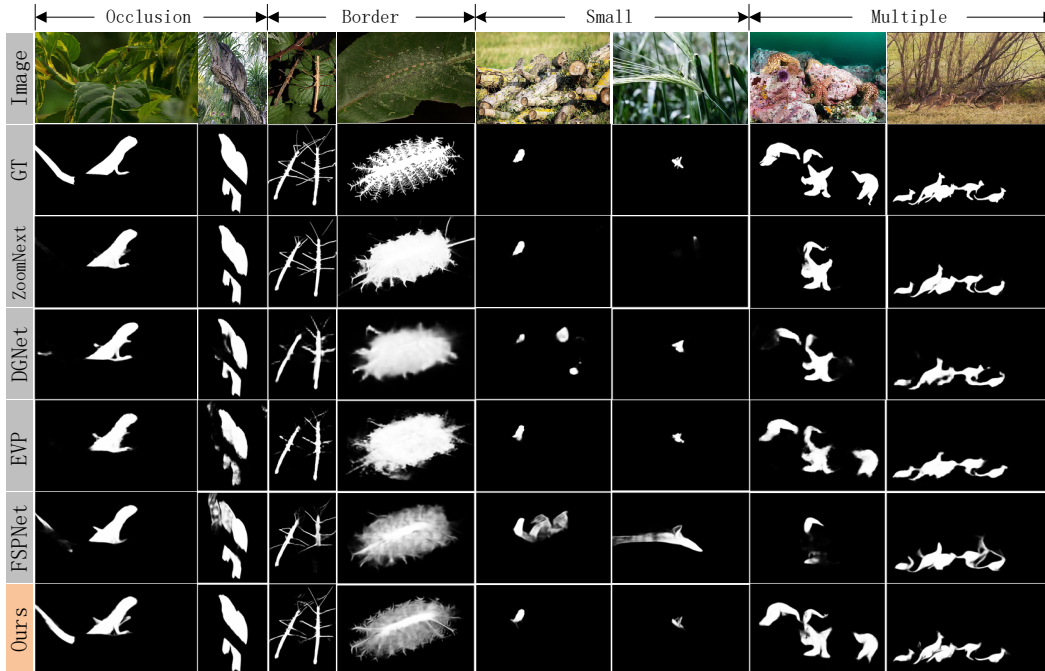 Occlusion Border Small Multiple
Image
GT
ZoomNext
DGNet
EVP
FSPNet
Ours